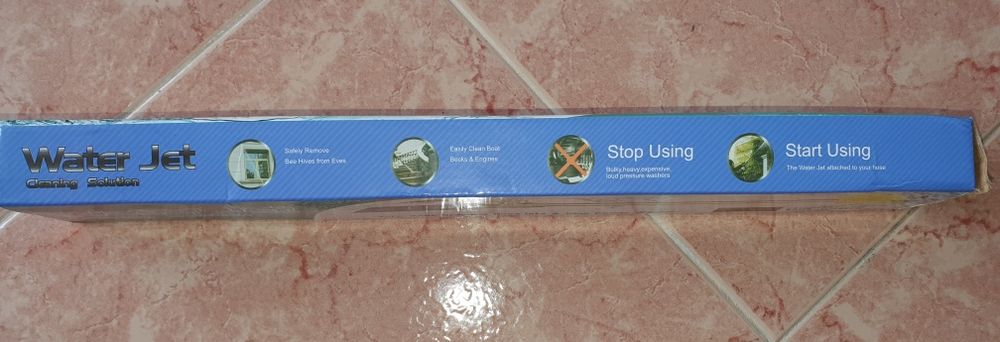 Water Jet
Cleaning Solution
Safely Remove
Bee Hives from Eves
Easily Clean Boat
Becks & Engines
Stop Using
Bulky,heavy,expensive,
loud pressure washers
Start Using
The Water Jet attached to your hose